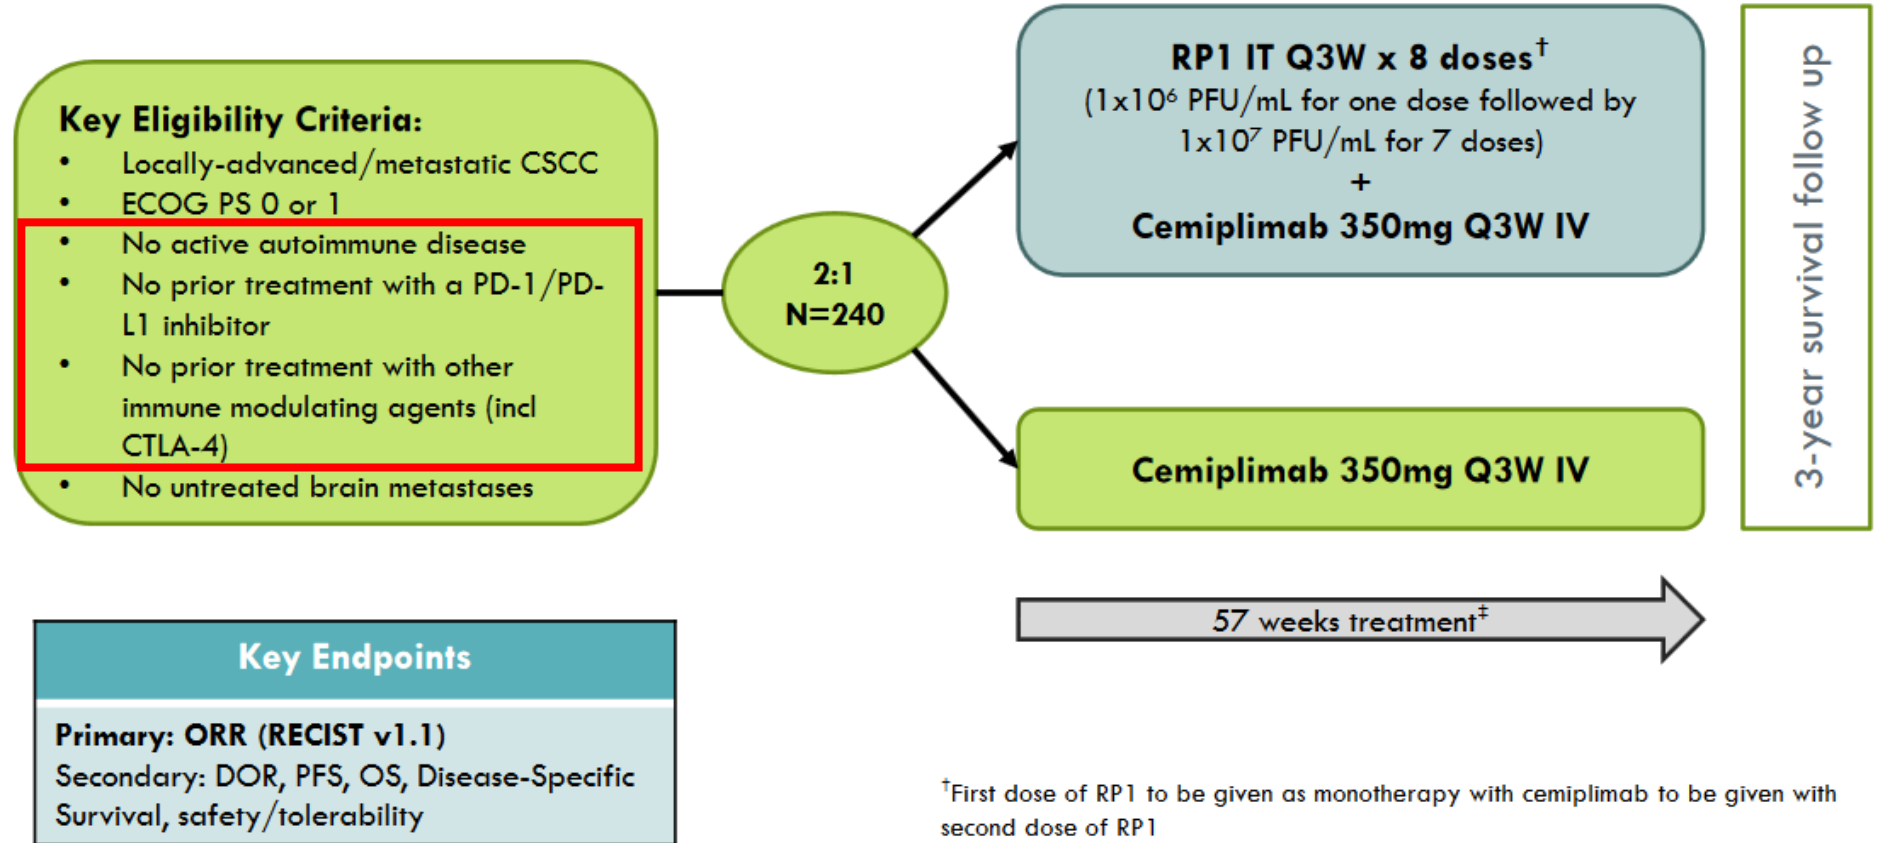 Key Eligibility Criteria:
• Locally-advanced/metastatic CSCC
• ECOG PS 0 or 1
• No active autoimmune disease
• No prior treatment with a PD-1/PD-
L1 inhibitor
• No prior treatment with other
immune modulating agents (incl
CTLA-4)
• No untreated brain metastases
2:1
N=240
RP1 IT Q3W x 8 doses†
(1x10⁶ PFU/mL for one dose followed by
1x10⁷ PFU/mL for 7 doses)
+
Cemiplimab 350mg Q3W IV
Cemiplimab 350mg Q3W IV
3-year survival follow up
57 weeks treatment‡
Key Endpoints
Primary: ORR (RECIST v1.1)
Secondary: DOR, PFS, OS, Disease-Specific
Survival, safety/tolerability
†First dose of RP1 to be given as monotherapy with cemiplimab to be given with
second dose of RP1